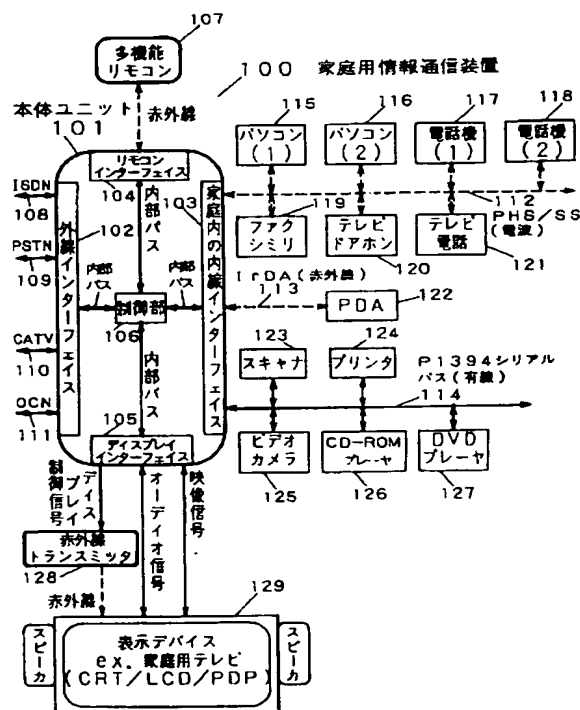 107
多機能
リモコン
100 家庭用情報通信装置
本体ユニット
101
赤外線
115
116
117
118
パソコン
(1)
パソコン
(2)
電話機
(1)
電話機
(2)
リモコン
インターフェイス
104
ISDN
108
PSTN
109
CATV
110
OCN
111
外線インターフェイス
102
内部バス
103
家庭内の内線インターフェイス
112
PHS/SS
(電波)
119
ファク
シミリ
テレビ
ドアホン
120
テレビ
電話
121
内部バス
制御部
106
内部バス
IrDA(赤外線)
113
PDA
122
123
124
スキャナ
プリンタ
P1394シリアル
バス(有線)
114
内部バス
105
ディスプレイ
インターフェイス
ビデオ
カメラ
125
CD-ROM
プレーヤ
126
DVD
プレーヤ
127
ディスプレイ
制御信号
オーディオ信号
映像信号
赤外線
トランスミッタ
128
赤外線
129
スピーカ
表示デバイス
ex. 家庭用テレビ
(CRT/LCD/PDP)
スピーカ